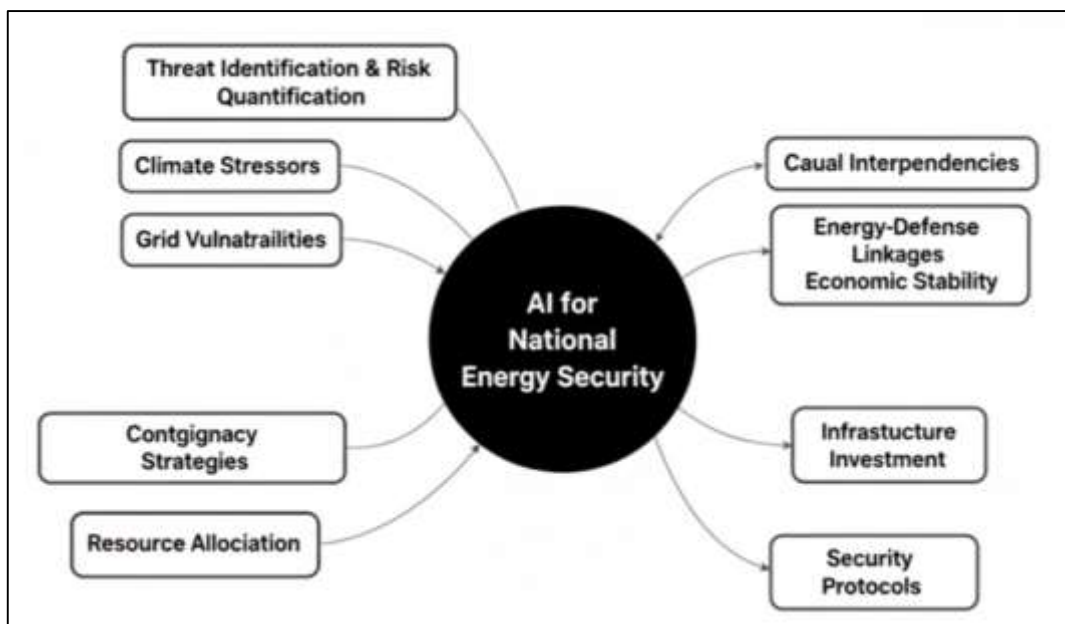 Threat Identification & Risk
Quantification
Climate Stressors
Grid Vulnatrailities
Contgignacy
Strategies
Resource Allociation
AI for
National
Energy Security
Caual Interpendencies
Energy-Defense
Linkages
Economic Stability
Infrastucture
Investment
Security
Protocols